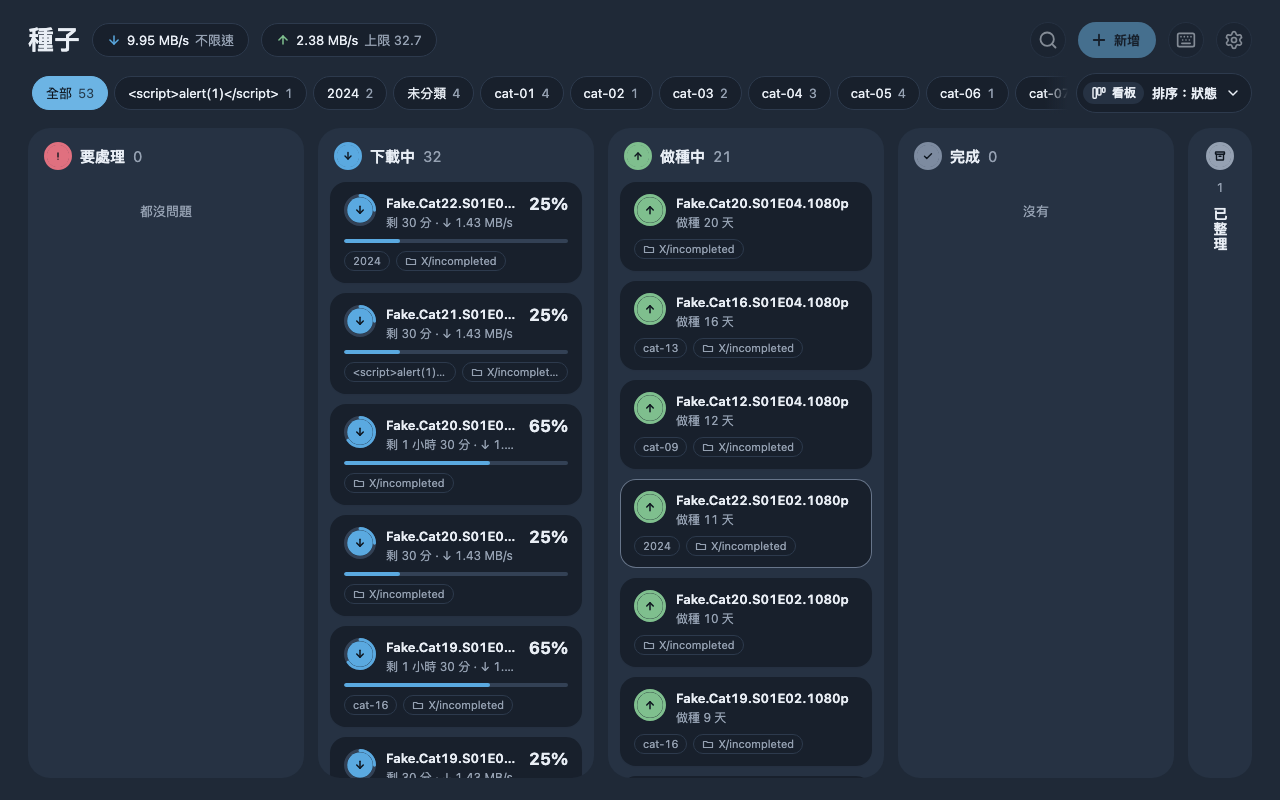 種子
9.95 MB/s 不限速
2.38 MB/s 上限 32.7
新增
全部 53
<script>alert(1)</script> 1
2024 2
未分類 4
cat-01 4
cat-02 1
cat-03 2
cat-04 3
cat-05 4
cat-06 1
cat-07
看板
排序：狀態
要處理 0
都沒問題
下載中 32
Fake.Cat22.S01E0... 25%
剩 30 分 · ↓ 1.43 MB/s
2024 X/incompleted
Fake.Cat21.S01E0... 25%
剩 30 分 · ↓ 1.43 MB/s
<script>alert(1)... X/incomplet...
Fake.Cat20.S01E0... 65%
剩 1 小時 30 分 · ↓ 1....
X/incompleted
Fake.Cat20.S01E0... 25%
剩 30 分 · ↓ 1.43 MB/s
X/incompleted
Fake.Cat19.S01E0... 65%
剩 1 小時 30 分 · ↓ 1....
cat-16 X/incompleted
Fake.Cat19.S01E0... 25%
剩 30 分 · ↓ 1.43 MB/s
做種中 21
Fake.Cat20.S01E04.1080p
做種 20 天
X/incompleted
Fake.Cat16.S01E04.1080p
做種 16 天
cat-13 X/incompleted
Fake.Cat12.S01E04.1080p
做種 12 天
cat-09 X/incompleted
Fake.Cat22.S01E02.1080p
做種 11 天
2024 X/incompleted
Fake.Cat20.S01E02.1080p
做種 10 天
X/incompleted
Fake.Cat19.S01E02.1080p
做種 9 天
cat-16 X/incompleted
完成 0
沒有
1
已整理